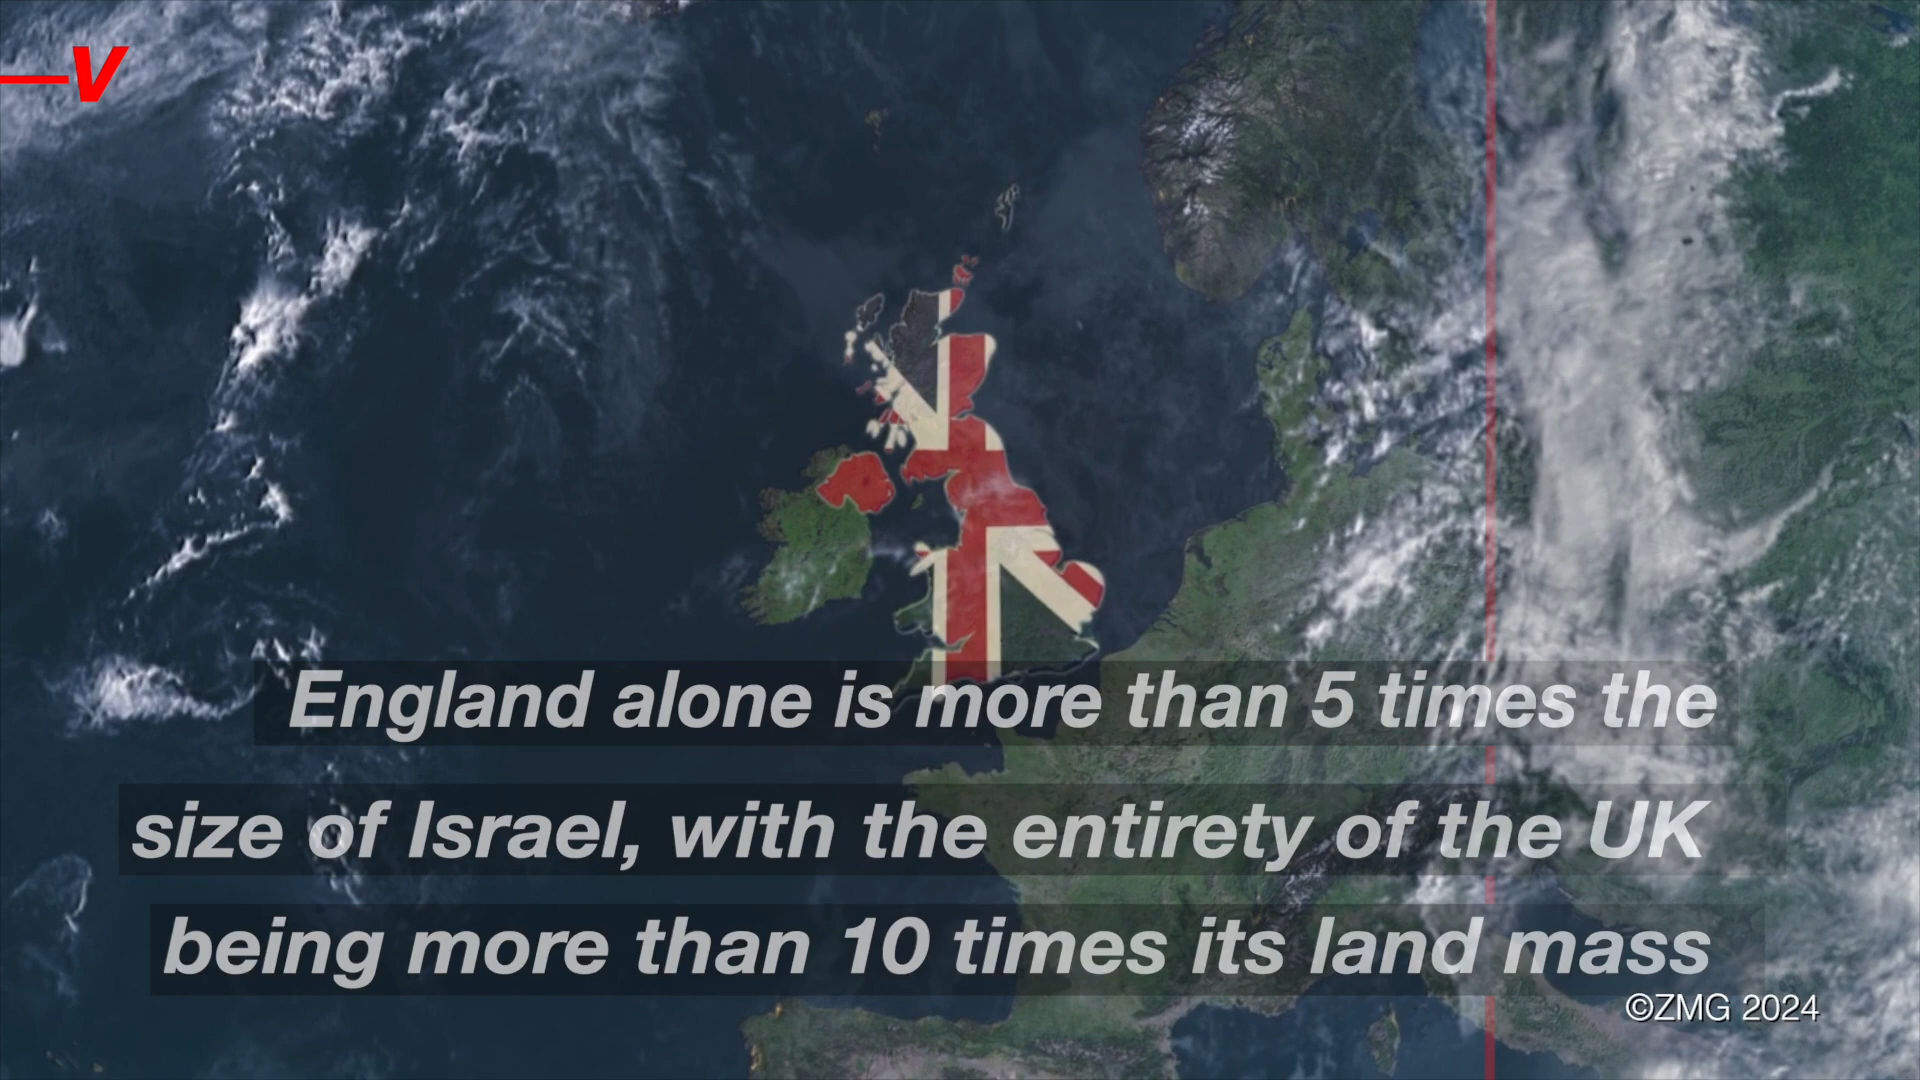 V
England alone is more than 5 times the
size of Israel, with the entirety of the UK
being more than 10 times its land mass
©ZMG 2024